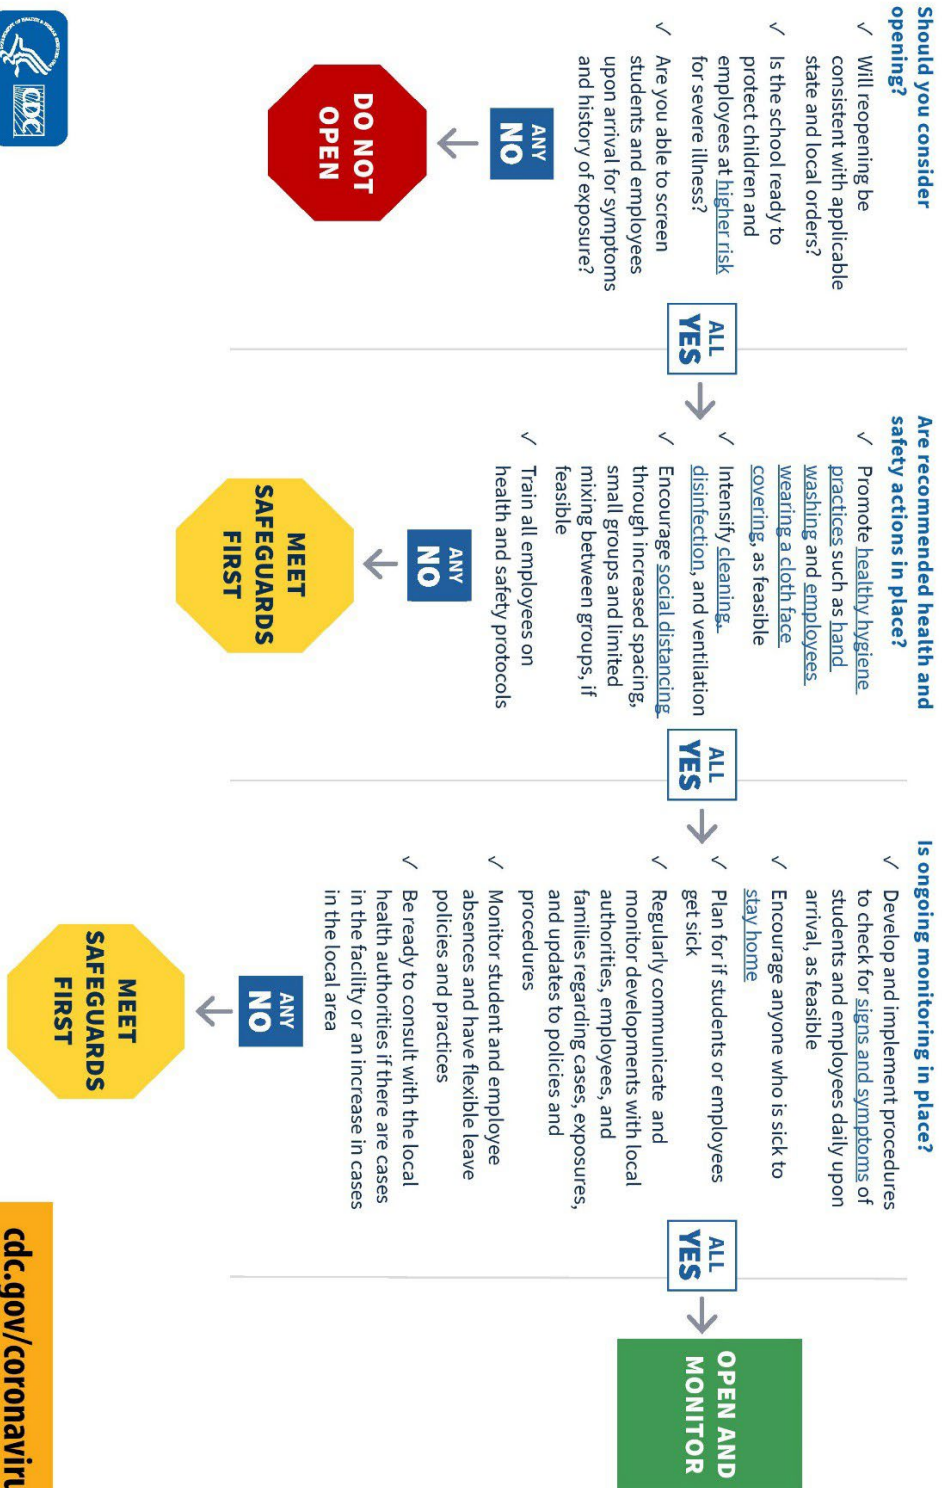 Should you consider
opening?
✓ Will reopening be
consistent with applicable
state and local orders?
✓ Is the school ready to
protect children and
employees at higher risk
for severe illness?
✓ Are you able to screen
students and employees
upon arrival for symptoms
and history of exposure?
ANY
NO
DO NOT
OPEN
ALL
YES
Are recommended health and
safety actions in place?
✓ Promote healthy hygiene
practices such as hand
washing and employees
wearing a cloth face
covering, as feasible
✓ Intensify cleaning,
disinfection, and ventilation
✓ Encourage social distancing
through increased spacing,
small groups and limited
mixing between groups, if
feasible
✓ Train all employees on
health and safety protocols
ANY
NO
MEET
SAFEGUARDS
FIRST
ALL
YES
Is ongoing monitoring in place?
✓ Develop and implement procedures
to check for signs and symptoms of
students and employees daily upon
arrival, as feasible
✓ Encourage anyone who is sick to
stay home
✓ Plan for if students or employees
get sick
✓ Regularly communicate and
monitor developments with local
authorities, employees, and
families regarding cases, exposures,
and updates to policies and
procedures
✓ Monitor student and employee
absences and have flexible leave
policies and practices
✓ Be ready to consult with the local
health authorities if there are cases
in the facility or an increase in cases
in the local area
ANY
NO
MEET
SAFEGUARDS
FIRST
ALL
YES
OPEN AND
MONITOR
CDC
cdc.gov/coronaviru